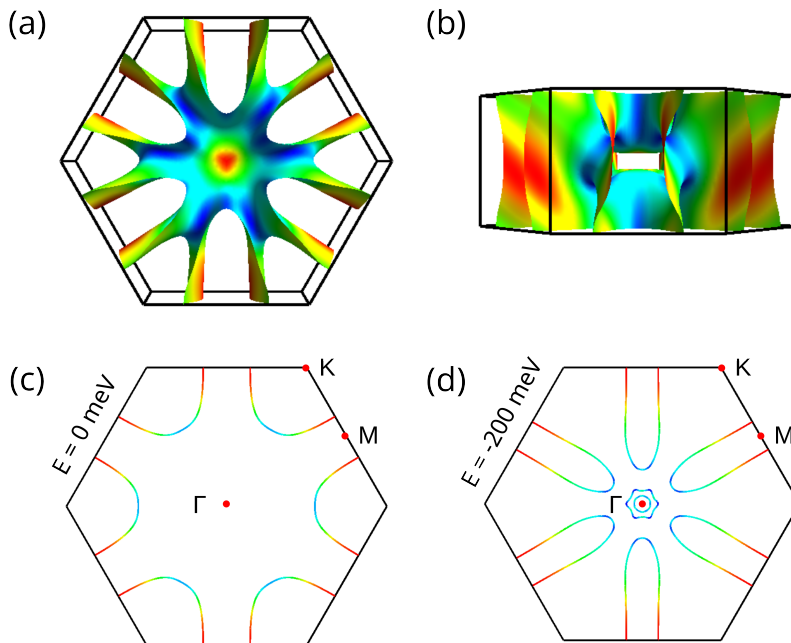 (a)
(b)
(c)
E = 0 meV
K
M
Γ
(d)
E = -200 meV
K
M
Γ